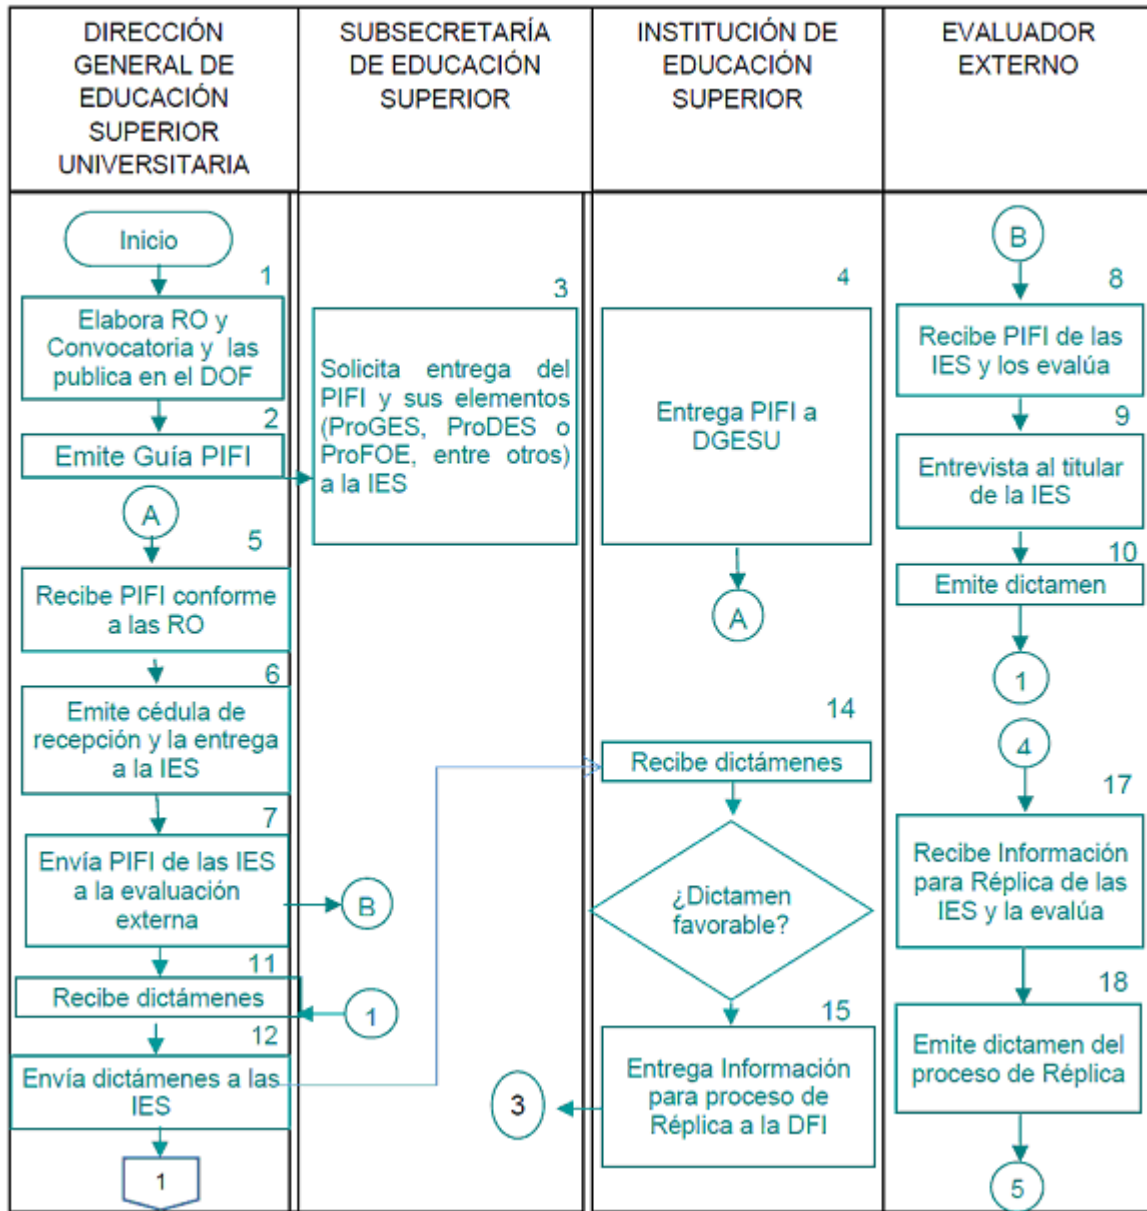 DIRECCIÓN
GENERAL DE
EDUCACIÓN
SUPERIOR
UNIVERSITARIA
SUBSECRETARÍA
DE EDUCACIÓN
SUPERIOR
INSTITUCIÓN DE
EDUCACIÓN
SUPERIOR
EVALUADOR
EXTERNO
Inicio
1
Elabora RO y
Convocatoria y las
publica en el DOF
2
Emite Guía PIFI
A
5
Recibe PIFI conforme
a las RO
6
Emite cédula de
recepción y la entrega
a la IES
7
Envía PIFI de las IES
a la evaluación
externa
11
Recibe dictámenes
12
Envía dictámenes a las
IES
1
3
Solicita entrega del
PIFI y sus elementos
(ProGES, ProDES o
ProFOE, entre otros)
a la IES
B
1
3
4
Entrega PIFI a
DGESU
A
14
Recibe dictámenes
¿Dictamen
favorable?
15
Entrega Información
para proceso de
Réplica a la DFI
B
8
Recibe PIFI de las
IES y los evalúa
9
Entrevista al titular
de la IES
10
Emite dictamen
1
4
17
Recibe Información
para Réplica de las
IES y la evalúa
18
Emite dictamen del
proceso de Réplica
5